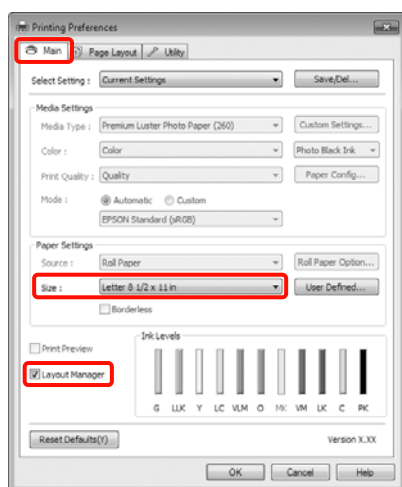 Printing Preferences
Main Page Layout Utility
Select Setting : Current Settings Save/Del...
Media Settings
Media Type : Premium Luster Photo Paper (260) Custom Settings...
Color : Color Photo Black Ink
Print Quality : Quality Paper Config...
Mode : Automatic Custom
EPSON Standard (sRGB)
Paper Settings
Source : Roll Paper Roll Paper Option...
Size : Letter 8 1/2 x 11 in User Defined...
Borderless
Ink Levels
Print Preview
Layout Manager
G LLK Y LC VLM O MK VM LK C PK
Reset Defaults(Y) Version X.XX
OK Cancel Help